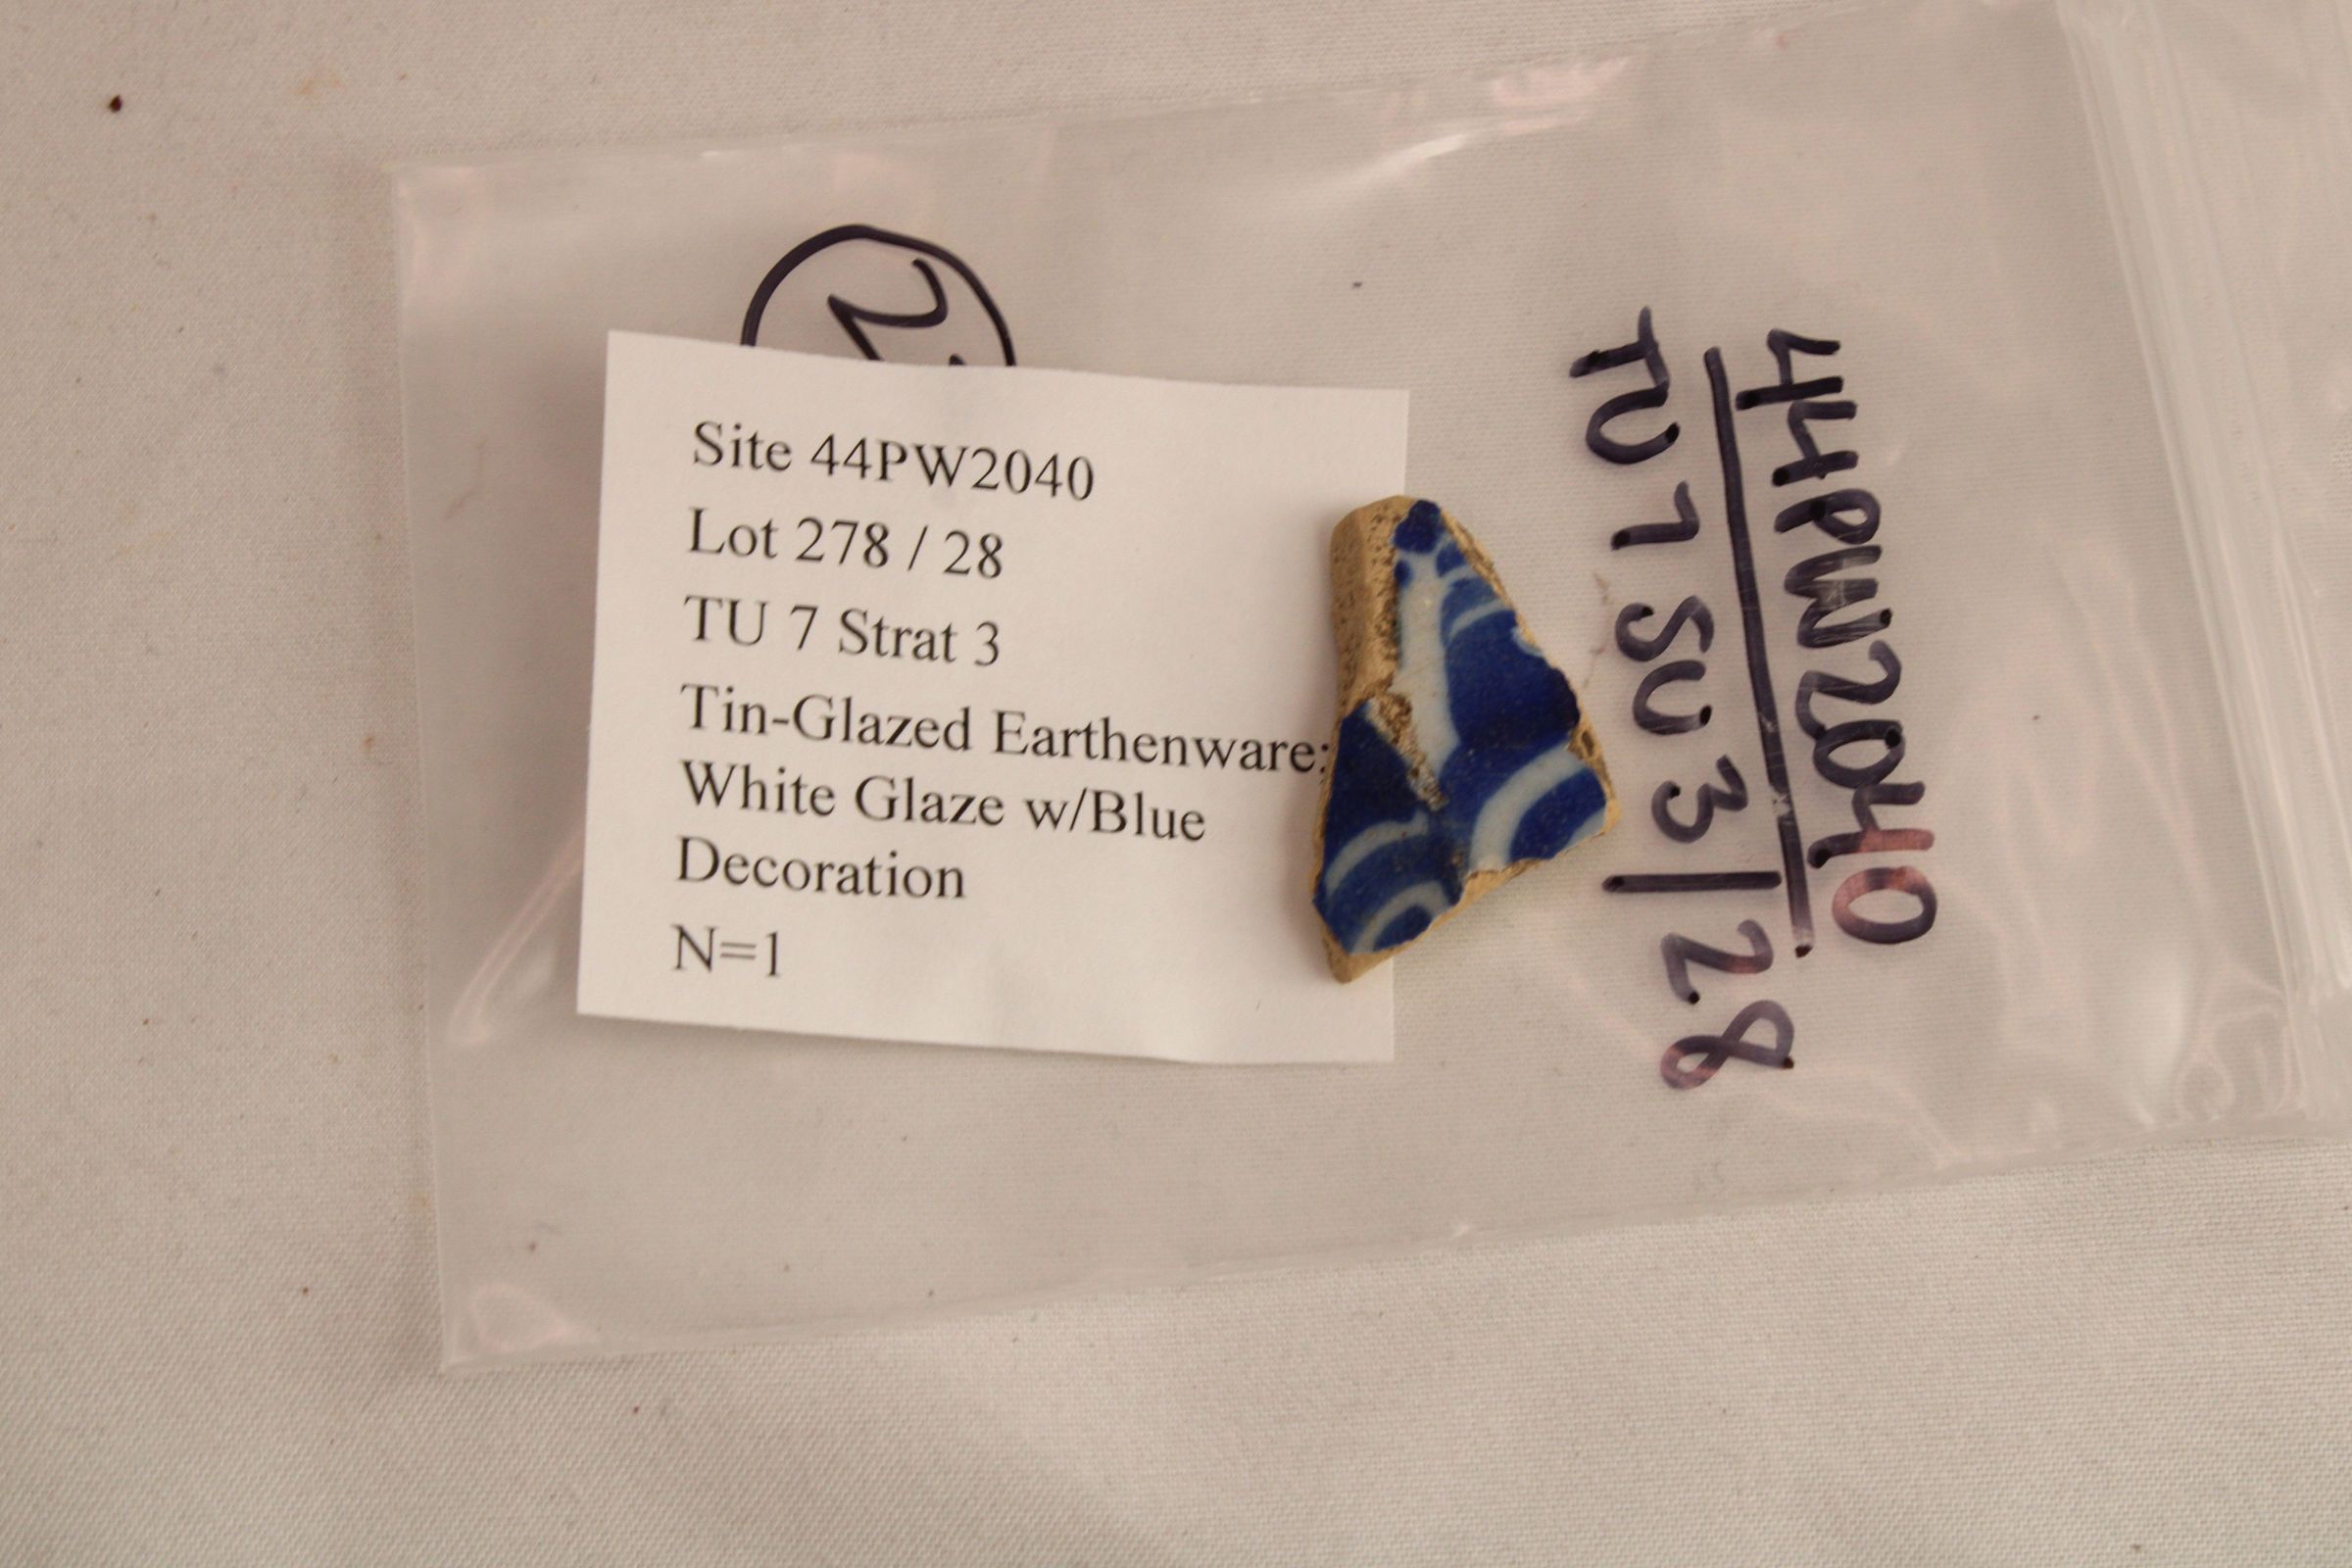 Site 44PW2040
Lot 278 / 28
TU 7 Strat 3
Tin-Glazed Earthenware:
White Glaze w/Blue
Decoration
N=1
44PW2040
TU 7 SU 3 | 28